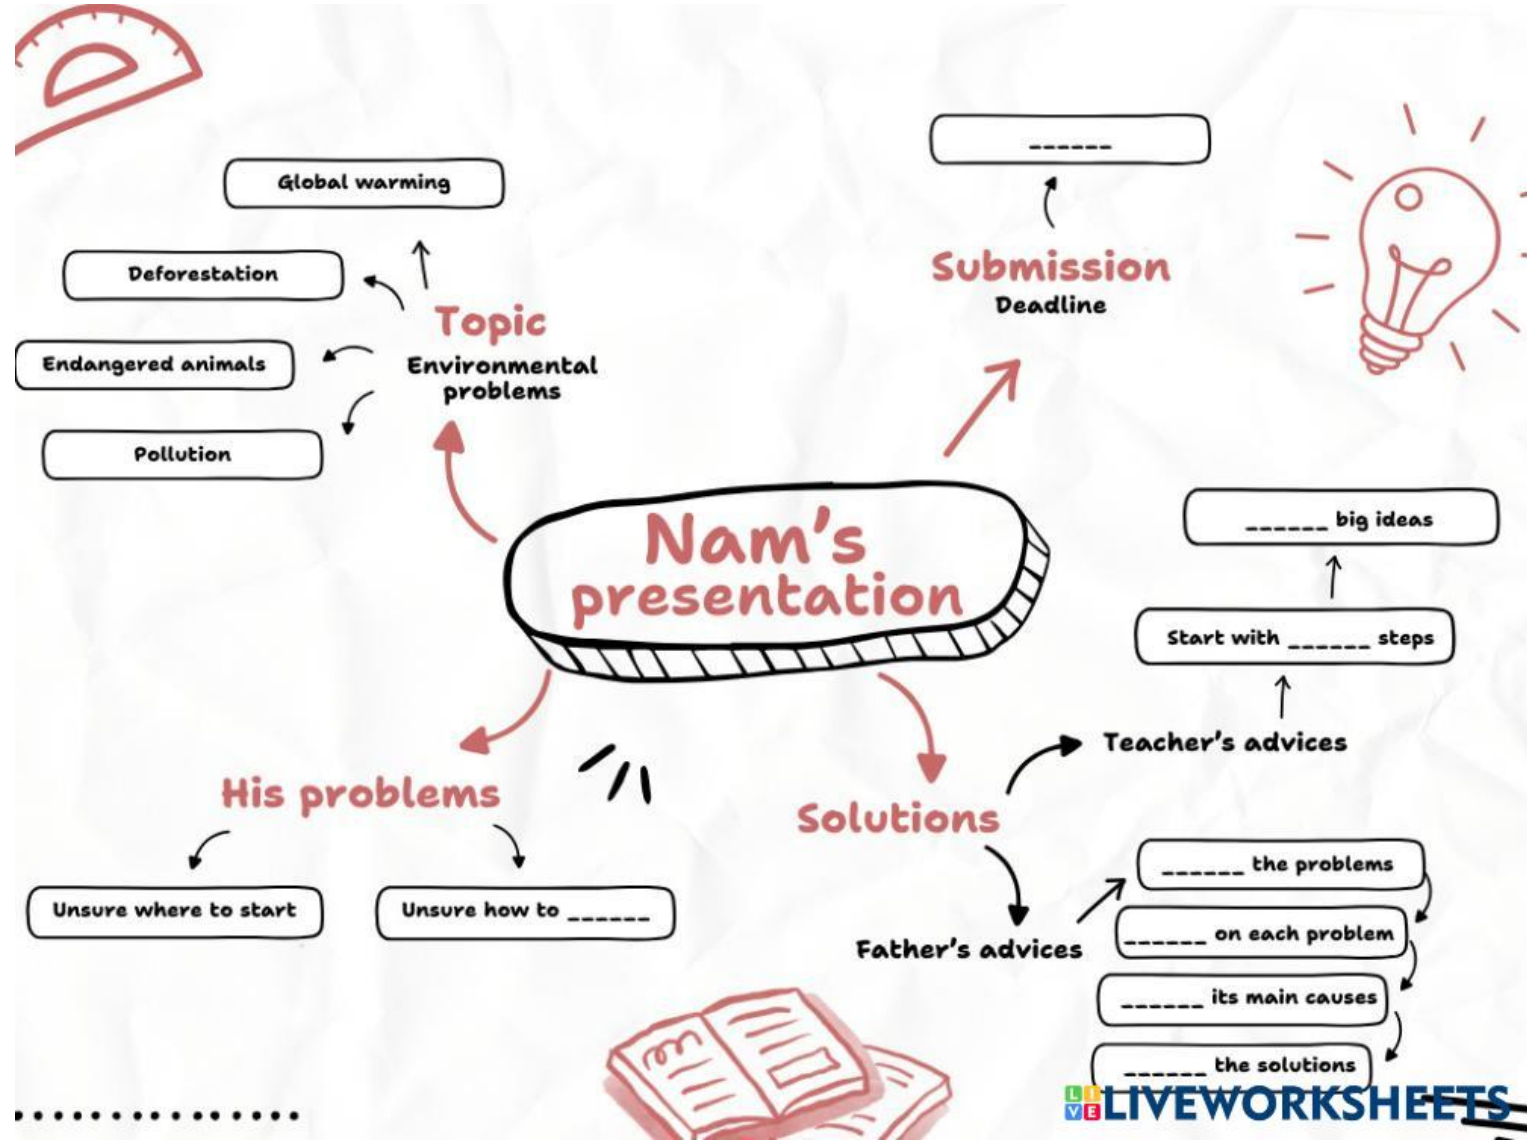 Global warming
Deforestation
Endangered animals
Pollution
Topic
Environmental
problems
______
Submission
Deadline
Nam's
presentation
______ big ideas
Start with ______ steps
Teacher's advices
His problems
Unsure where to start
Unsure how to ______
Solutions
Father's advices
______ the problems
______ on each problem
______ its main causes
______ the solutions
LIVE LIVEWORKSHEETS